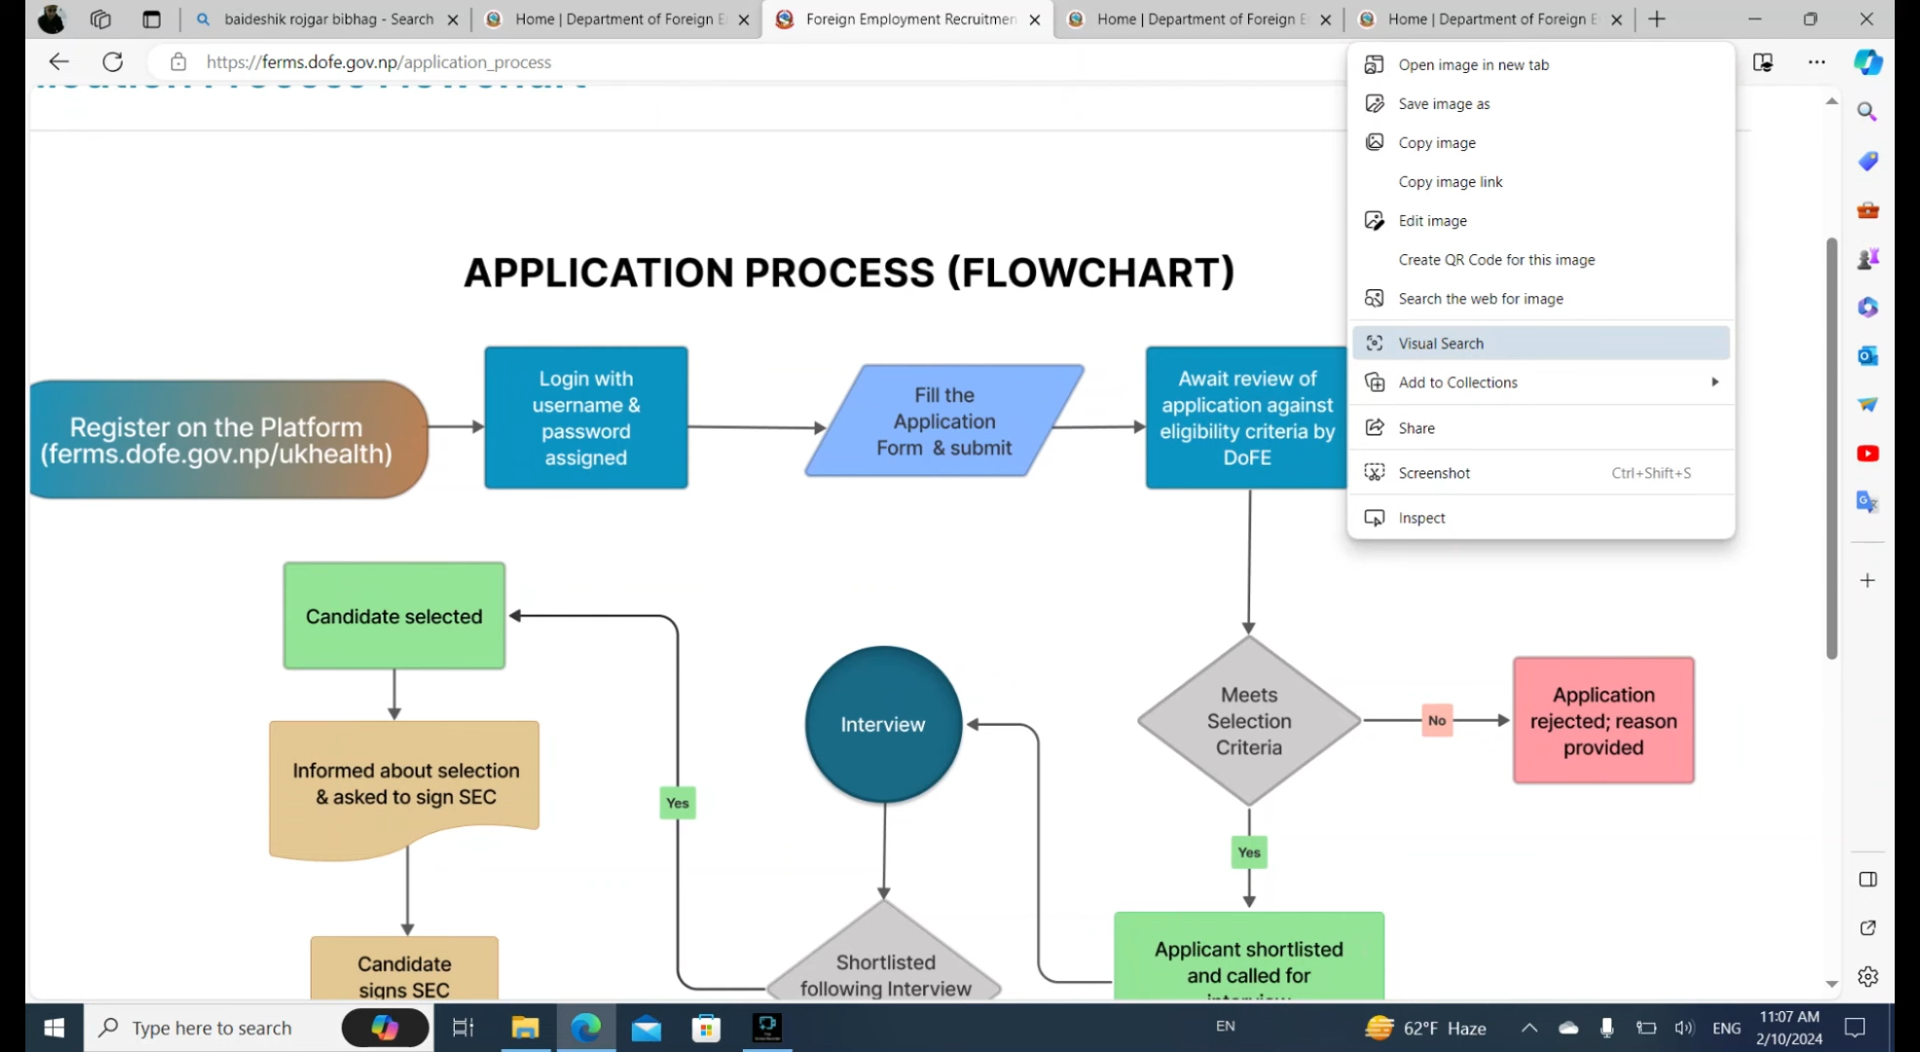 baideshik rojgar bibhag - Search
Home | Department of Foreign E
Foreign Employment Recruitmen
Home | Department of Foreign E
Home | Department of Foreign E
https://ferms.dofe.gov.np/application_process
Open image in new tab
Save image as
Copy image
Copy image link
Edit image
Create QR Code for this image
Search the web for image
Visual Search
Add to Collections
Share
Screenshot Ctrl+Shift+S
Inspect
APPLICATION PROCESS (FLOWCHART)
Register on the Platform
(ferms.dofe.gov.np/ukhealth)
Login with
username &
password
assigned
Fill the
Application
Form & submit
Await review of
application against
eligibility criteria by
DoFE
Meets
Selection
Criteria
No
Application
rejected; reason
provided
Yes
Applicant shortlisted
and called for
Interview
Shortlisted
following Interview
Yes
Candidate selected
Informed about selection
& asked to sign SEC
Candidate
signs SEC
Type here to search
EN
62°F Haze
ENG
11:07 AM
2/10/2024